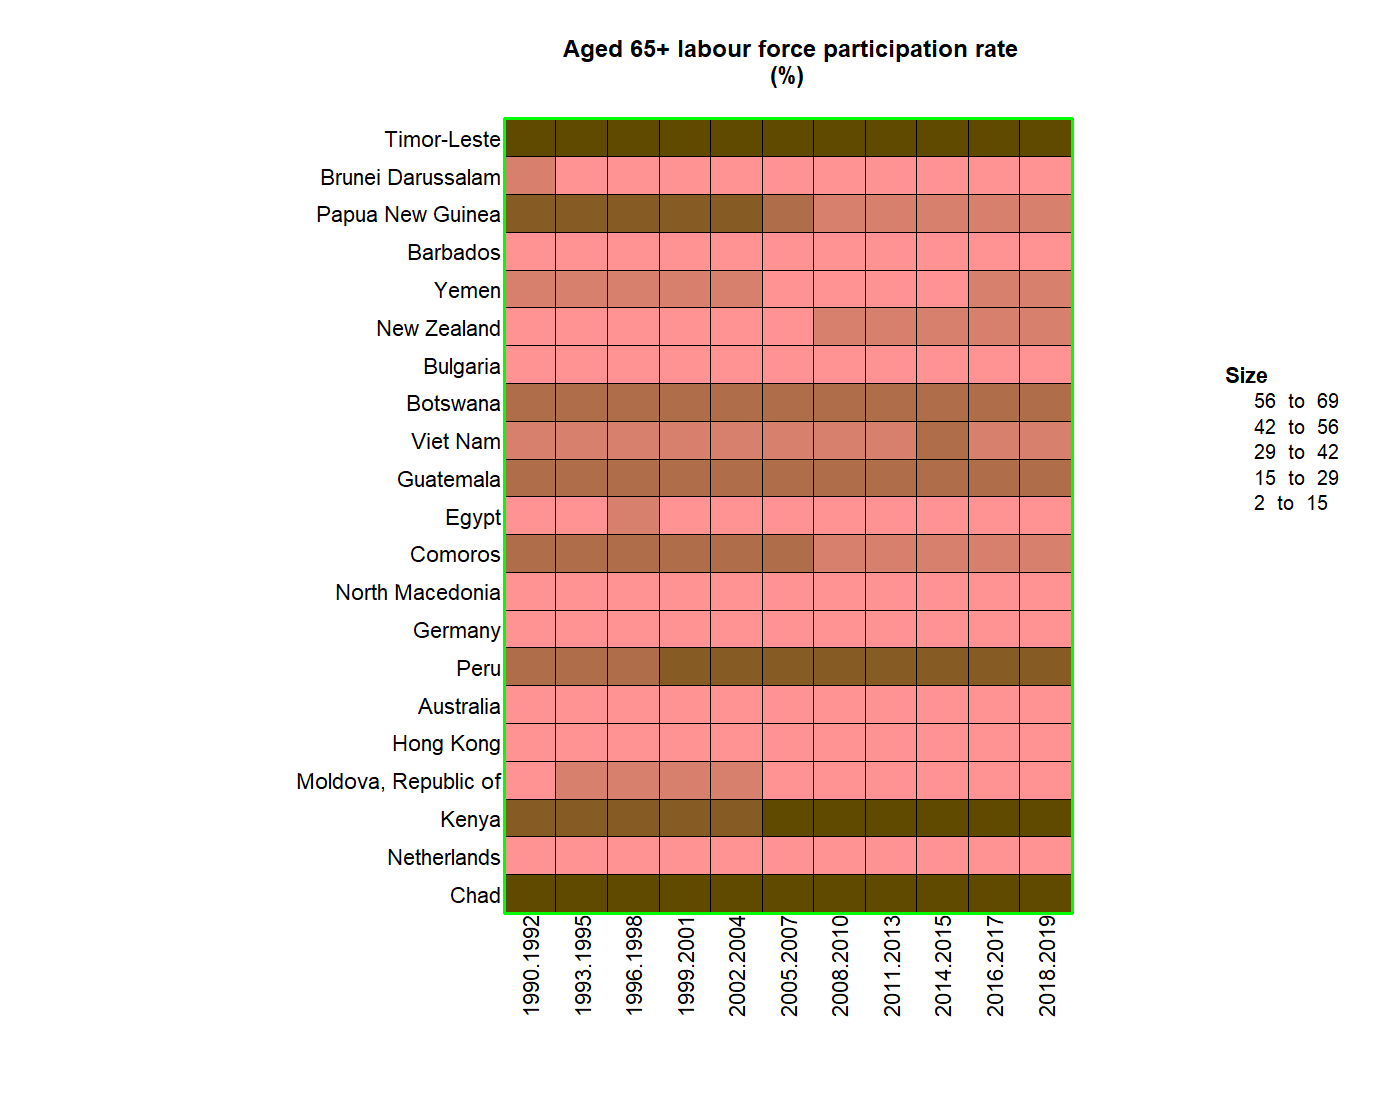 Aged 65+ labour force participation rate
(%)
Timor-Leste
Brunei Darussalam
Papua New Guinea
Barbados
Yemen
New Zealand
Bulgaria
Botswana
Viet Nam
Guatemala
Egypt
Comoros
North Macedonia
Germany
Peru
Australia
Hong Kong
Moldova, Republic of
Kenya
Netherlands
Chad
1990.1992
1993.1995
1996.1998
1999.2001
2002.2004
2005.2007
2008.2010
2011.2013
2014.2015
2016.2017
2018.2019
Size
56 to 69
42 to 56
29 to 42
15 to 29
2 to 15